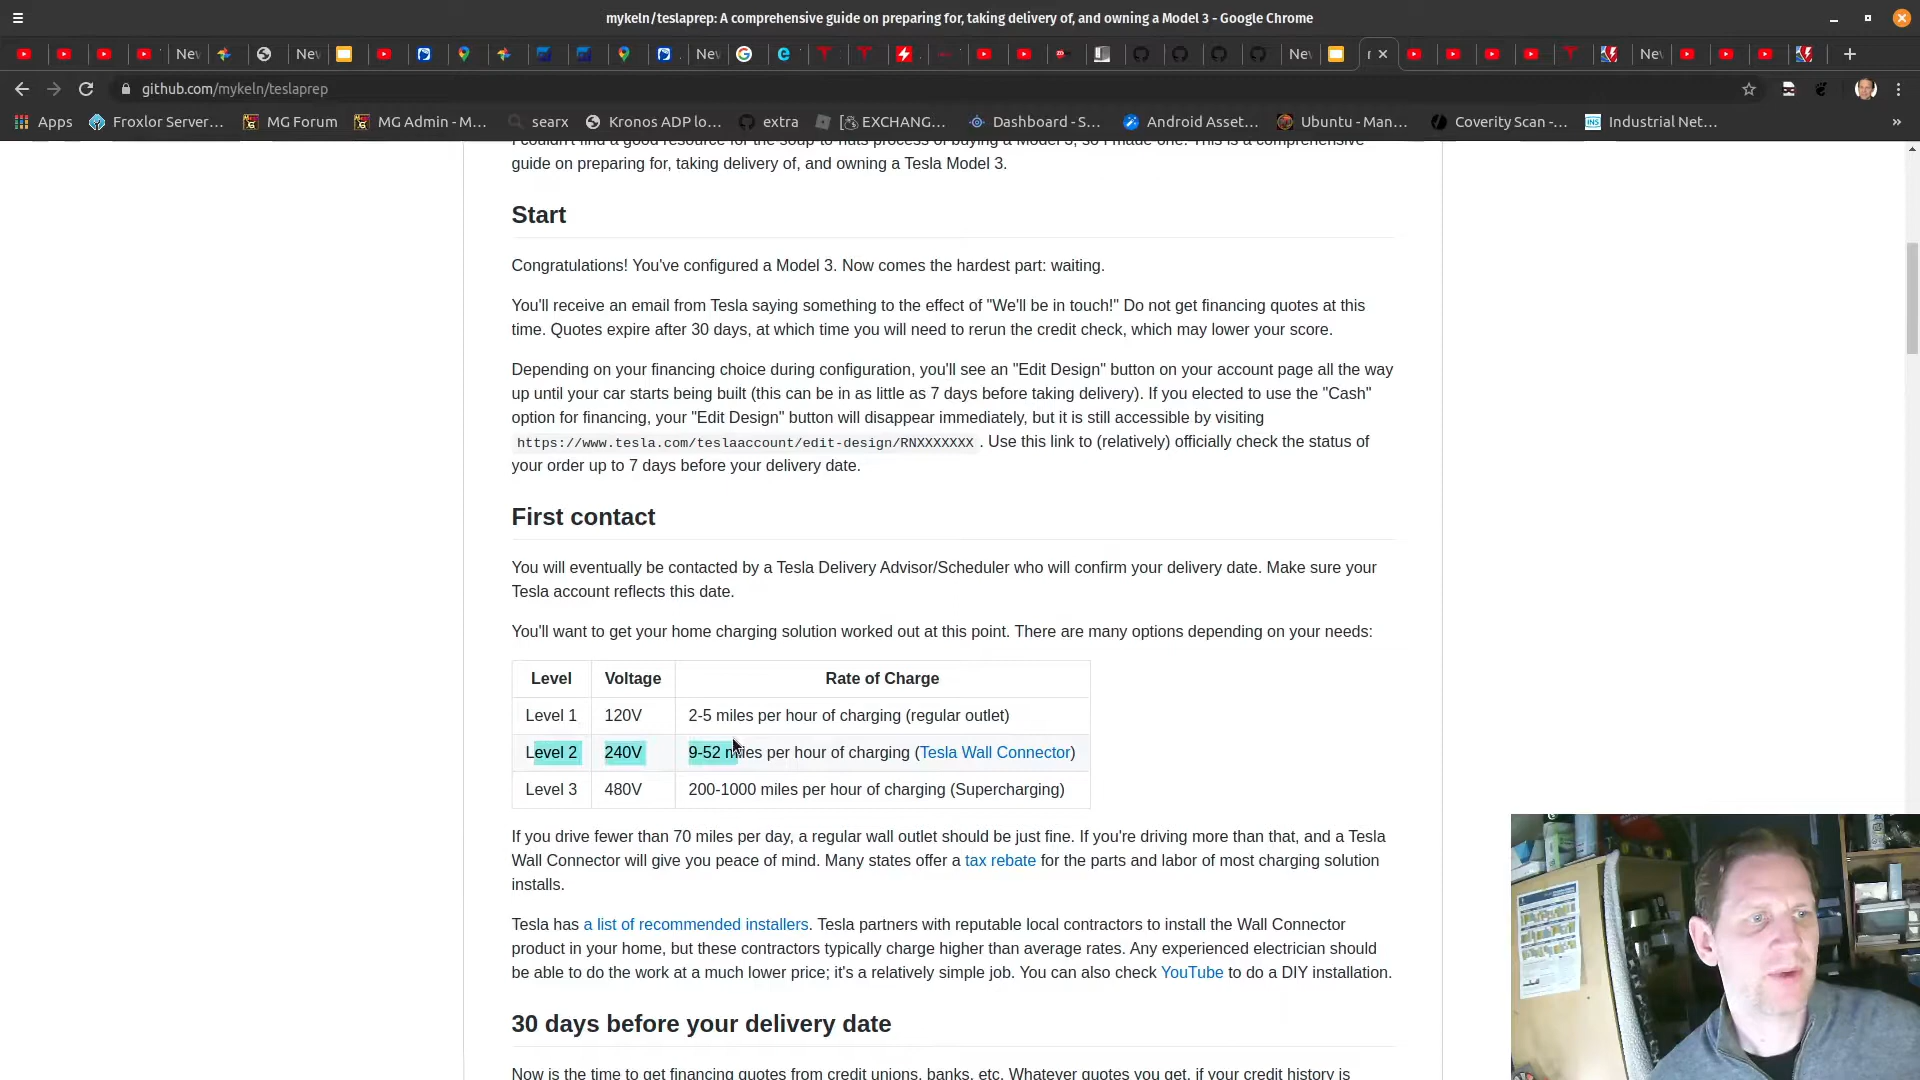 mykeln/teslaprep: A comprehensive guide on preparing for, taking delivery of, and owning a Model 3 - Google Chrome
Nev
Nev
Nev
Nev
Nev
github.com/mykeln/teslaprep
Apps
Froxlor Server…
MG Forum
MG Admin - M…
searx
Kronos ADP lo…
extra
[ EXCHANG…
Dashboard - S…
Android Asset…
Ubuntu - Man…
Coverity Scan -…
Industrial Net…
»
I couldn't find a good resource for the soup-to-nuts process of buying a Model 3, so I made one. This is a comprehensive
guide on preparing for, taking delivery of, and owning a Tesla Model 3.
Start
Congratulations! You've configured a Model 3. Now comes the hardest part: waiting.
You'll receive an email from Tesla saying something to the effect of "We'll be in touch!" Do not get financing quotes at this
time. Quotes expire after 30 days, at which time you will need to rerun the credit check, which may lower your score.
Depending on your financing choice during configuration, you'll see an "Edit Design" button on your account page all the way
up until your car starts being built (this can be in as little as 7 days before taking delivery). If you elected to use the "Cash"
option for financing, your "Edit Design" button will disappear immediately, but it is still accessible by visiting
https://www.tesla.com/teslaaccount/edit-design/RNXXXXXXX . Use this link to (relatively) officially check the status of
your order up to 7 days before your delivery date.
First contact
You will eventually be contacted by a Tesla Delivery Advisor/Scheduler who will confirm your delivery date. Make sure your
Tesla account reflects this date.
You'll want to get your home charging solution worked out at this point. There are many options depending on your needs:
Level Voltage Rate of Charge
Level 1 120V 2-5 miles per hour of charging (regular outlet)
Level 2 240V 9-52 miles per hour of charging (Tesla Wall Connector)
Level 3 480V 200-1000 miles per hour of charging (Supercharging)
If you drive fewer than 70 miles per day, a regular wall outlet should be just fine. If you're driving more than that, and a Tesla
Wall Connector will give you peace of mind. Many states offer a tax rebate for the parts and labor of most charging solution
installs.
Tesla has a list of recommended installers. Tesla partners with reputable local contractors to install the Wall Connector
product in your home, but these contractors typically charge higher than average rates. Any experienced electrician should
be able to do the work at a much lower price; it's a relatively simple job. You can also check YouTube to do a DIY installation.
30 days before your delivery date
Now is the time to get financing quotes from credit unions, banks, etc. Whatever quotes you get, if your credit history is